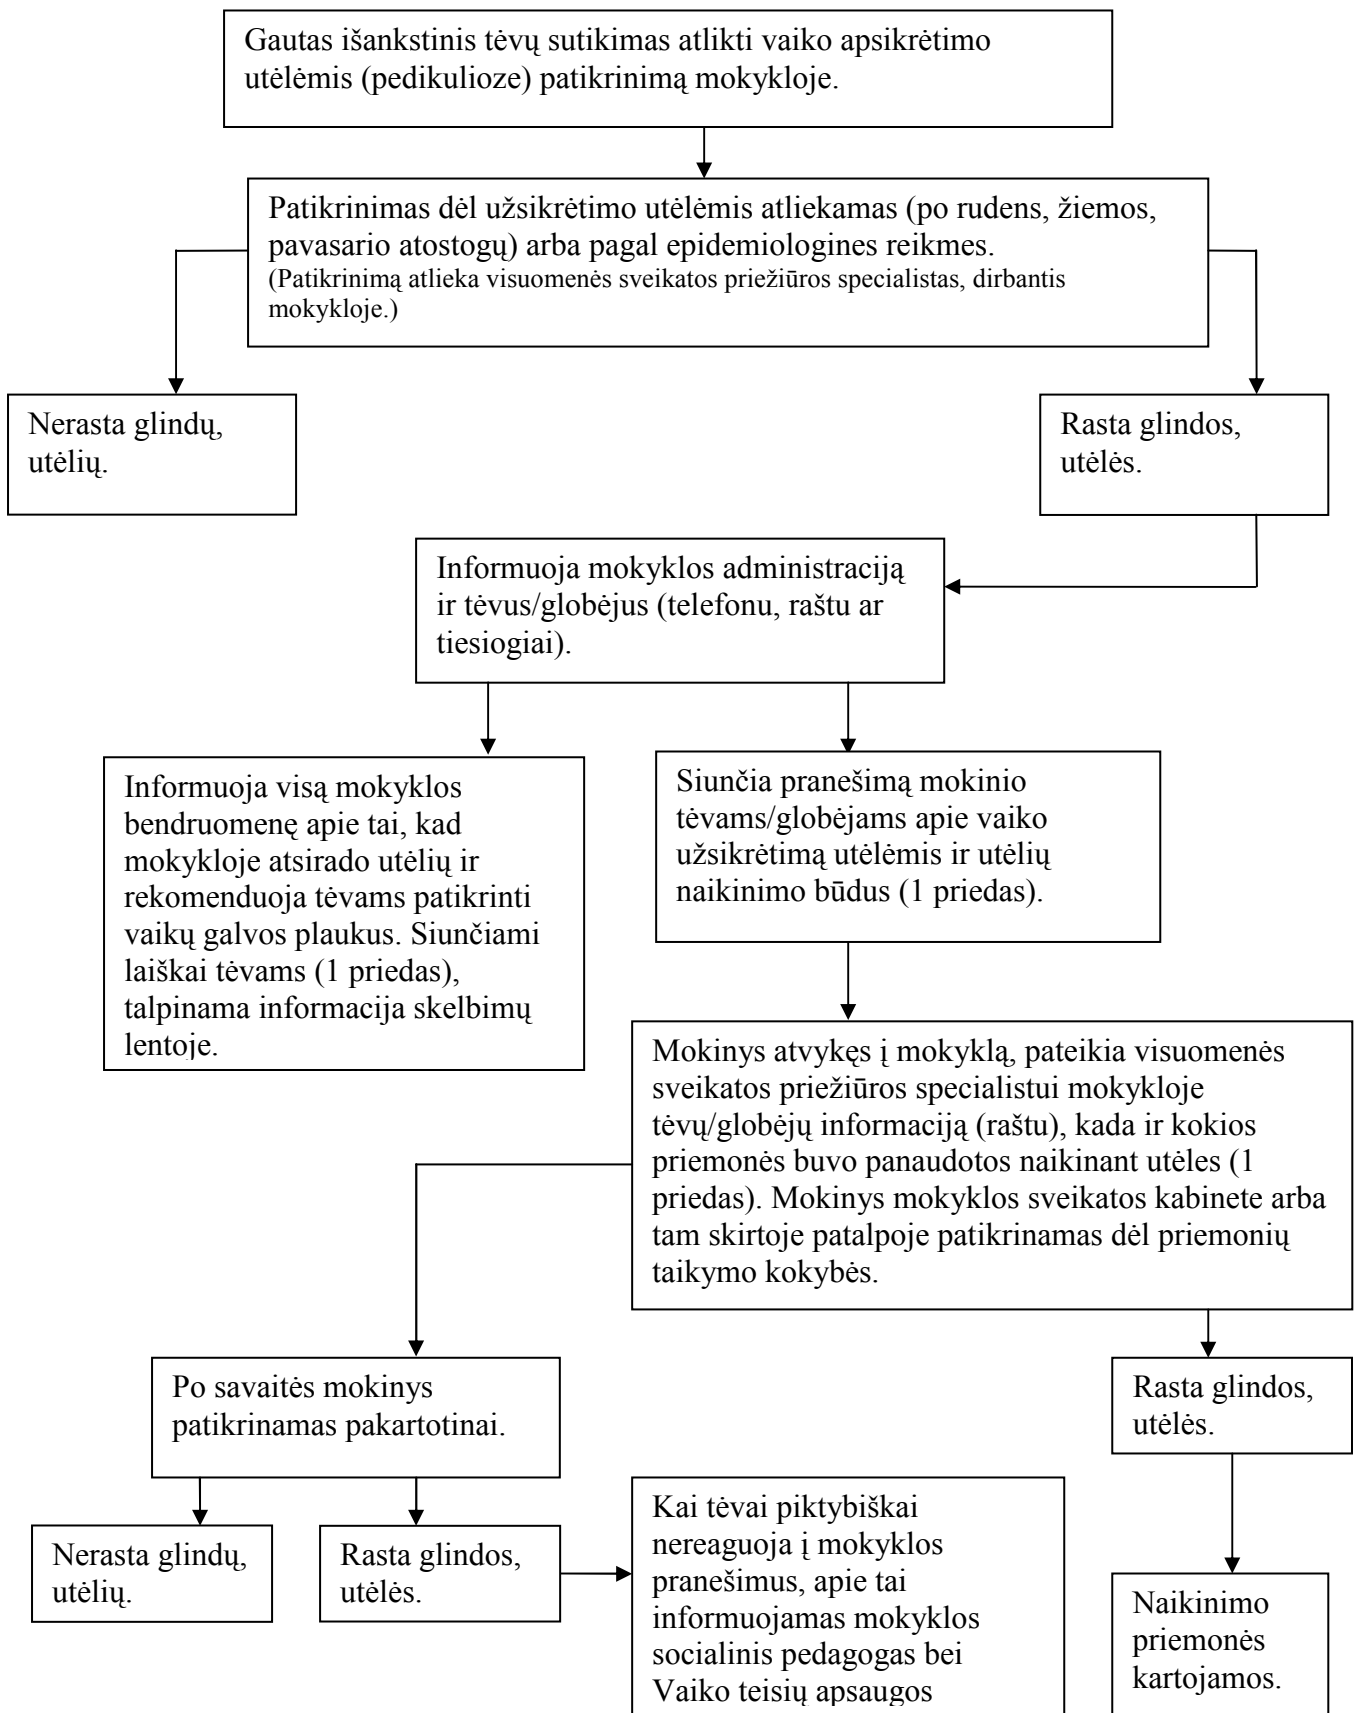 Gautas išankstinis tėvų sutikimas atlikti vaiko apsikrėtimo
utėlėmis (pedikulioze) patikrinimą mokykloje.
Patikrinimas dėl užsikrėtimo utėlėmis atliekamas (po rudens, žiemos,
pavasario atostogų) arba pagal epidemiologines reikmes.
(Patikrinimą atlieka visuomenės sveikatos priežiūros specialistas, dirbantis
mokykloje.)
Nerasta glindų,
utėlių.
Rasta glindos,
utėlės.
Informuoja mokyklos administraciją
ir tėvus/globėjus (telefonu, raštu ar
tiesiogiai).
Informuoja visą mokyklos
bendruomenę apie tai, kad
mokykloje atsirado utėlių ir
rekomenduoja tėvams patikrinti
vaikų galvos plaukus. Siunčiami
laiškai tėvams (1 priedas),
talpinama informacija skelbimų
lentoje.
Siunčia pranešimą mokinio
tėvams/globėjams apie vaiko
užsikrėtimą utėlėmis ir utėlių
naikinimo būdus (1 priedas).
Mokinys atvykęs į mokyklą, pateikia visuomenės
sveikatos priežiūros specialistui mokykloje
tėvų/globėjų informaciją (raštu), kada ir kokios
priemonės buvo panaudotos naikinant utėles (1
priedas). Mokinys mokyklos sveikatos kabinete arba
tam skirtoje patalpoje patikrinamas dėl priemonių
taikymo kokybės.
Po savaitės mokinys
patikrinamas pakartotinai.
Rasta glindos,
utėlės.
Nerasta glindų,
utėlių.
Rasta glindos,
utėlės.
Kai tėvai piktybiškai
nereaguoja į mokyklos
pranešimus, apie tai
informuojamas mokyklos
socialinis pedagogas bei
Vaiko teisių apsaugos
Naikinimo
priemonės
kartojamos.